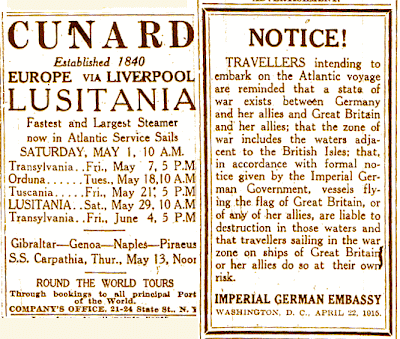 CUNARD
Established 1840
EUROPE VIA LIVERPOOL
LUSITANIA
Fastest and Largest Steamer
now in Atlantic Service Sails
SATURDAY, MAY 1, 10 A.M.
Transylvania..Fri., May 7, 5 P.M
Orduna......Tues., May 18, 10 A.M
Tuscania....Fri., May 21, 5 P.M
LUSITANIA..Sat., May 29, 10 A.M
Transylvania..Fri., June 4, 5 P.M
Gibraltar—Genoa—Naples—Piraeus
S.S. Carpathia, Thur., May 13, Noon
ROUND THE WORLD TOURS
Through bookings to all principal Port
of the World.
COMPANY'S OFFICE, 21-24 State St., N. Y
NOTICE!
TRAVELLERS intending to
embark on the Atlantic voyage
are reminded that a state of
war exists between Germany
and her allies and Great Britain
and her allies; that the zone of
war includes the waters adja-
cent to the British Isles; that,
in accordance with formal no-
tice given by the Imperial Ger-
man Government, vessels fly-
ing the flag of Great Britain, or
of any of her allies, are liable to
destruction in those waters and
that travellers sailing in the war
zone on ships of Great Britain
or her allies do so at their own
risk.
IMPERIAL GERMAN EMBASSY
WASHINGTON, D. C., APRIL 22, 1915.